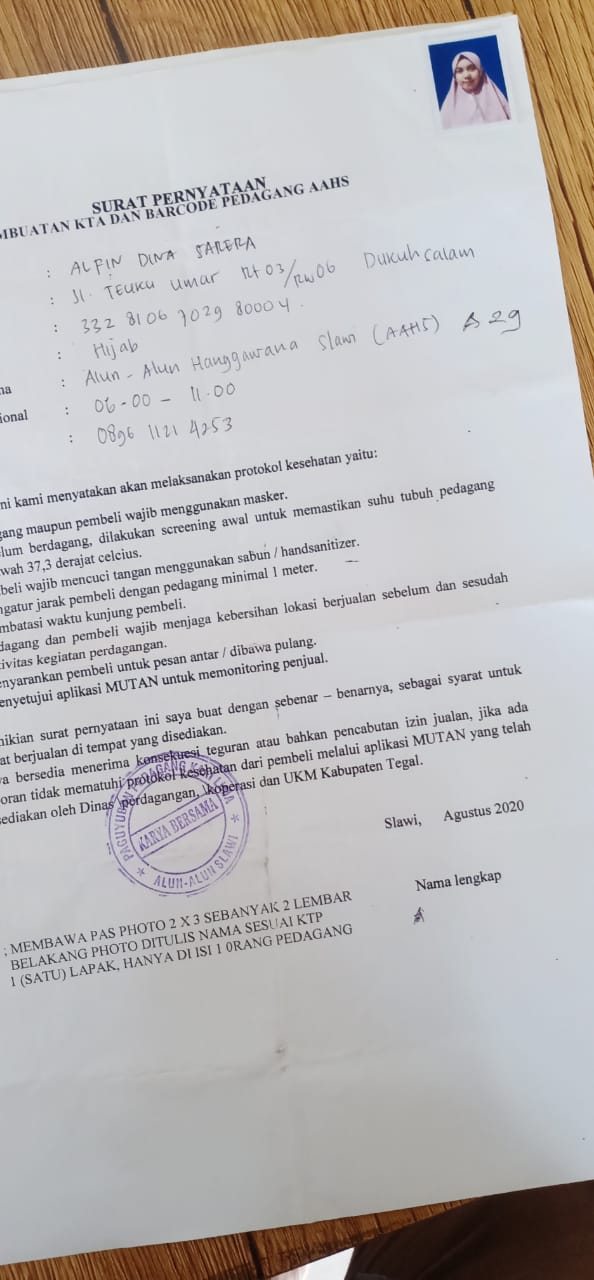 SURAT PERNYATAAN
MBUATAN KTA DAN BARCODE PEDAGANG AAHS
: ALFIN DINA SARERA
: Jl. Teuku Umar Rt 03/RW06 Dukuhsalam
: 332 8106 7029 80004.
: Hijab
na : Alun - Alun Hanggawana Slawi (AAHS) A 29
ional : 06-00 - 11.00
: 0896 1121 4253
ni kami menyatakan akan melaksanakan protokol kesehatan yaitu:
gang maupun pembeli wajib menggunakan masker.
lum berdagang, dilakukan screening awal untuk memastikan suhu tubuh pedagang
wah 37,3 derajat celcius.
beli wajib mencuci tangan menggunakan sabun / handsanitizer.
ngatur jarak pembeli dengan pedagang minimal 1 meter.
mbatasi waktu kunjung pembeli.
dagang dan pembeli wajib menjaga kebersihan lokasi berjualan sebelum dan sesudah
tivitas kegiatan perdagangan.
enyarankan pembeli untuk pesan antar / dibawa pulang.
enyetujui aplikasi MUTAN untuk memonitoring penjual.
nikian surat pernyataan ini saya buat dengan sebenar – benarnya, sebagai syarat untuk
at berjualan di tempat yang disediakan.
a bersedia menerima konsekuesi teguran atau bahkan pencabutan izin jualan, jika ada
oran tidak mematuhi protokol kesehatan dari pembeli melalui aplikasi MUTAN yang telah
ediakan oleh Dinas perdagangan, koperasi dan UKM Kabupaten Tegal.
PAGUYUBAN PEDAGANG KAKI LIMA
KARYA BERSAMA
ALUN-ALUN SLAWI
Slawi, Agustus 2020
Nama lengkap
; MEMBAWA PAS PHOTO 2 X 3 SEBANYAK 2 LEMBAR
BELAKANG PHOTO DITULIS NAMA SESUAI KTP
1 (SATU) LAPAK, HANYA DI ISI 1 0RANG PEDAGANG